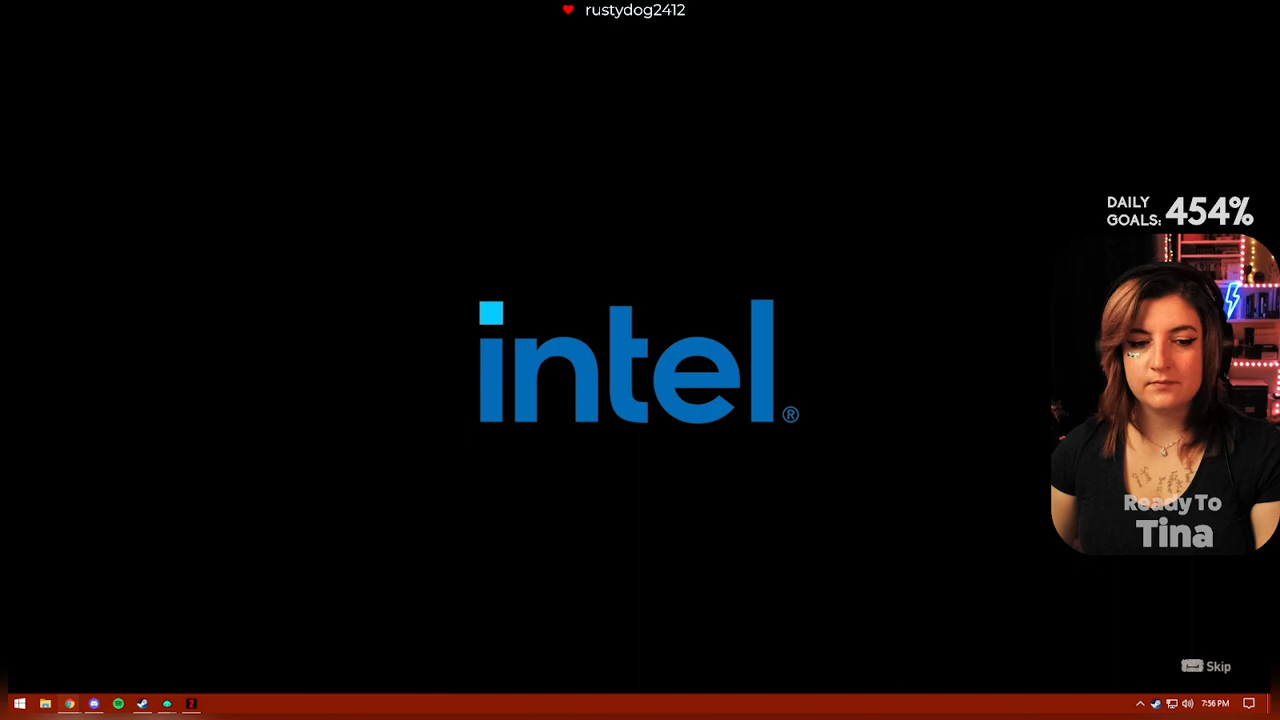 rustydog2412
DAILY
GOALS: 454%
intel®
Ready To
Tina
Skip
7:56 PM